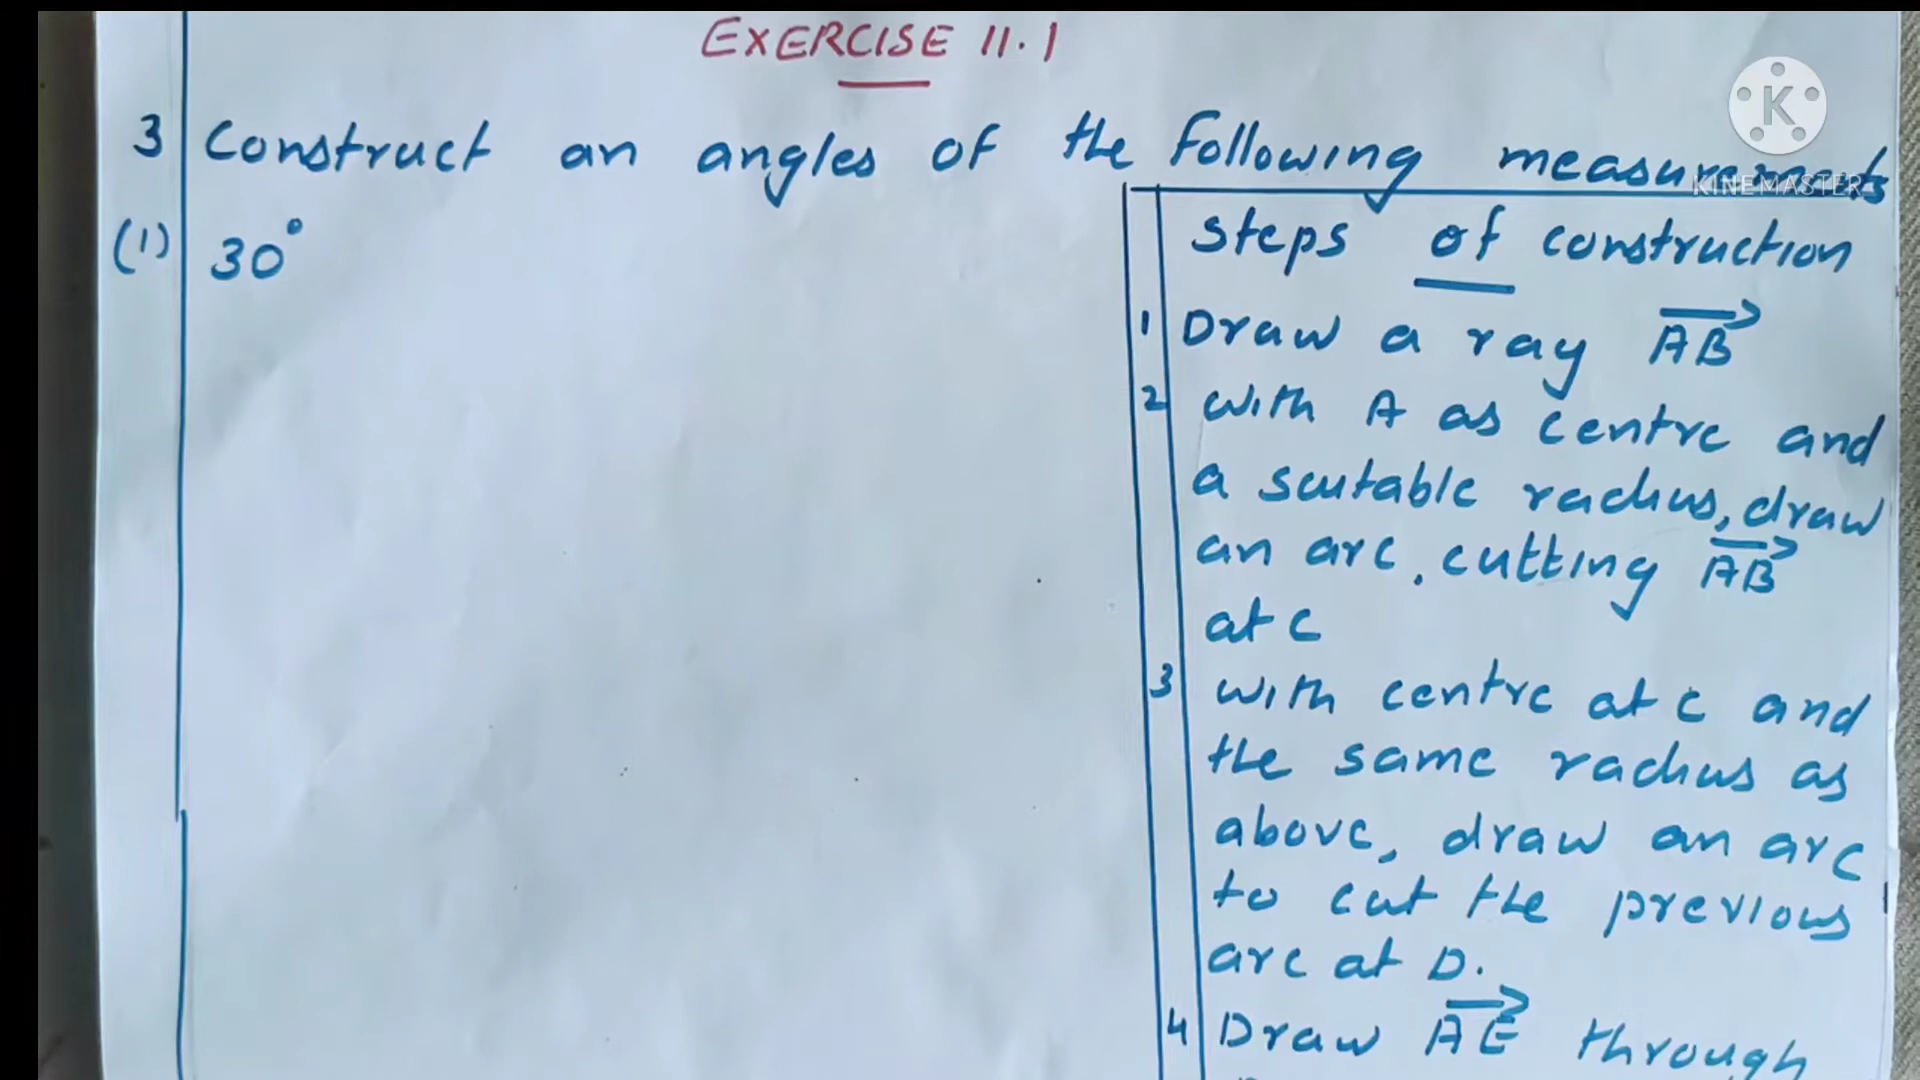 EXERCISE 11.1
3 Construct an angles of the following measurements
(1) 30°
K
KINEMASTER
Steps of construction
1 Draw a ray AB
2 with A as centre and
a suitable radius, draw
an arc, cutting AB
at C
3 with centre at C and
the same radius as
above, draw an arc
to cut the previous
arc at D.
4 Draw AE through